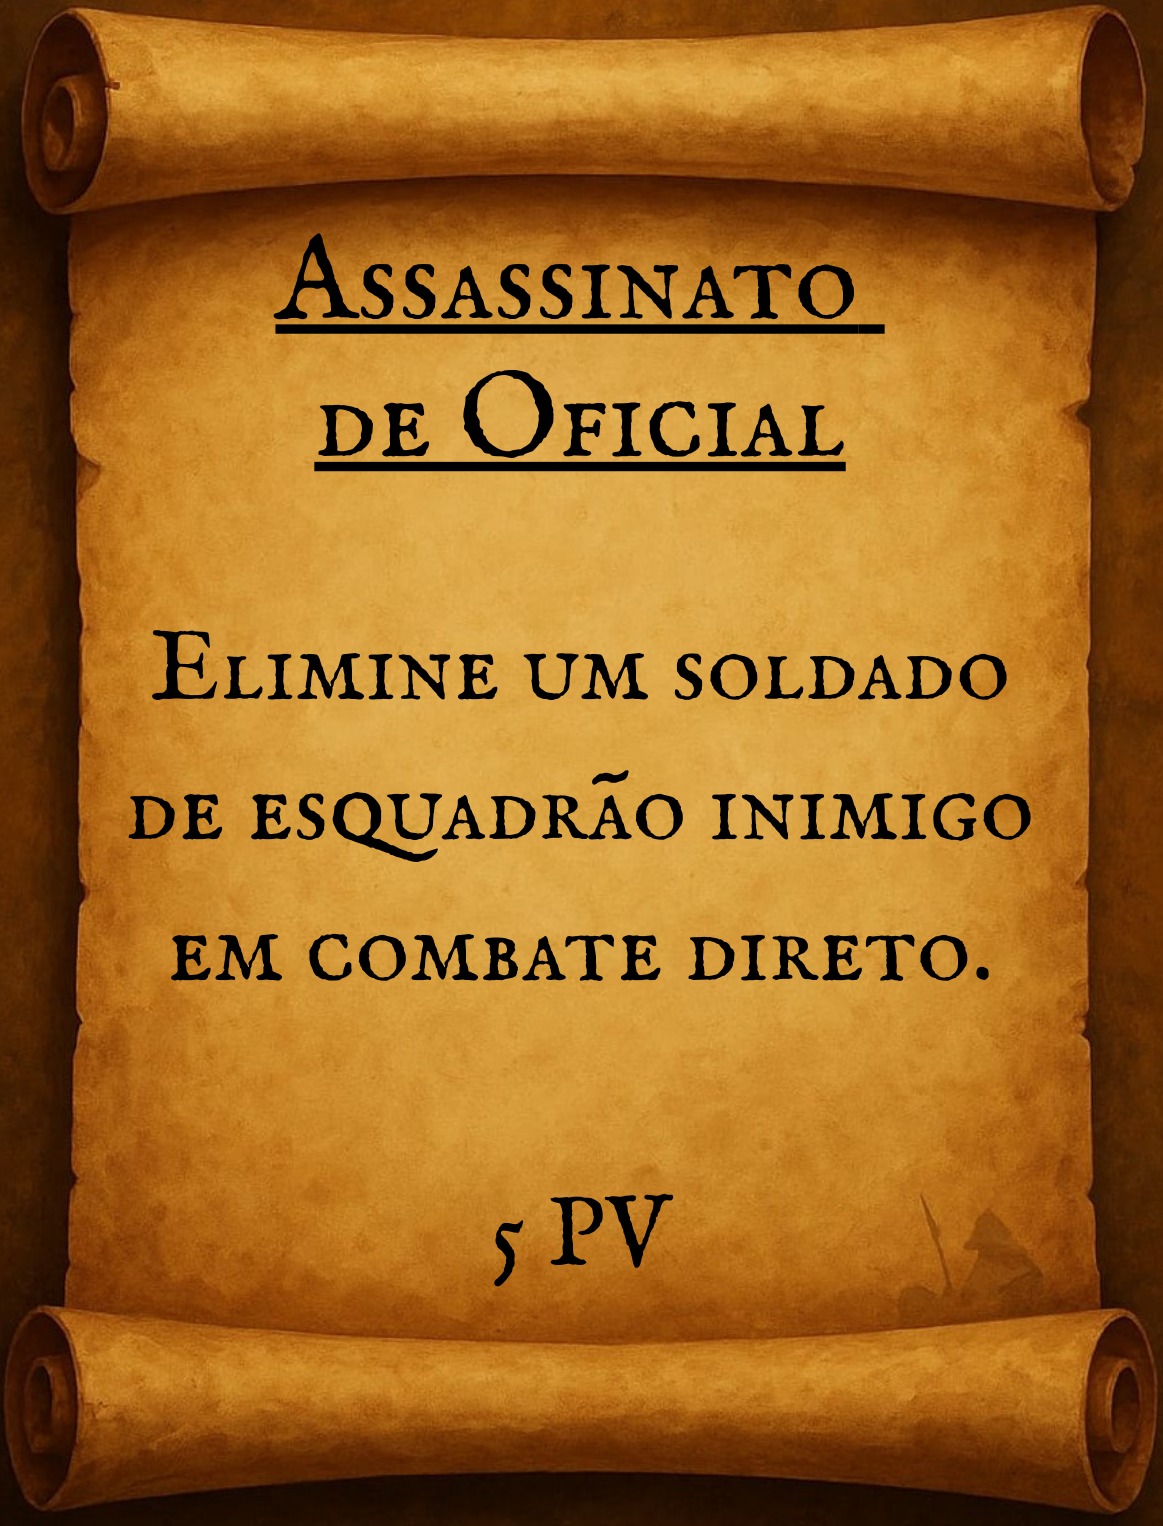 Assassinato
de Oficial
Elimine um soldado
de esquadrão inimigo
em combate direto.
5 PV